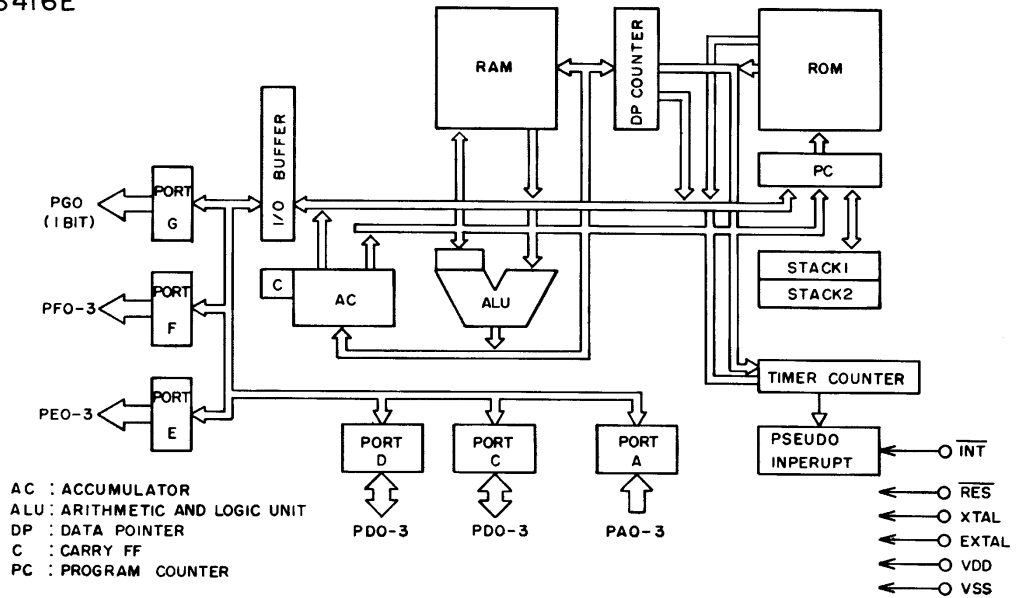 RAM
DP COUNTER
ROM
I/O BUFFER
PC
PORT
G
PG0
(1 BIT)
STACK1
STACK2
C
AC
ALU
PORT
F
PF0-3
TIMER COUNTER
PORT
E
PE0-3
PORT
D
PORT
C
PORT
A
PSEUDO
INPERUPT
INT
RES
XTAL
EXTAL
VDD
VSS
PD0-3
PD0-3
PA0-3
AC : ACCUMULATOR
ALU : ARITHMETIC AND LOGIC UNIT
DP : DATA POINTER
C : CARRY FF
PC : PROGRAM COUNTER